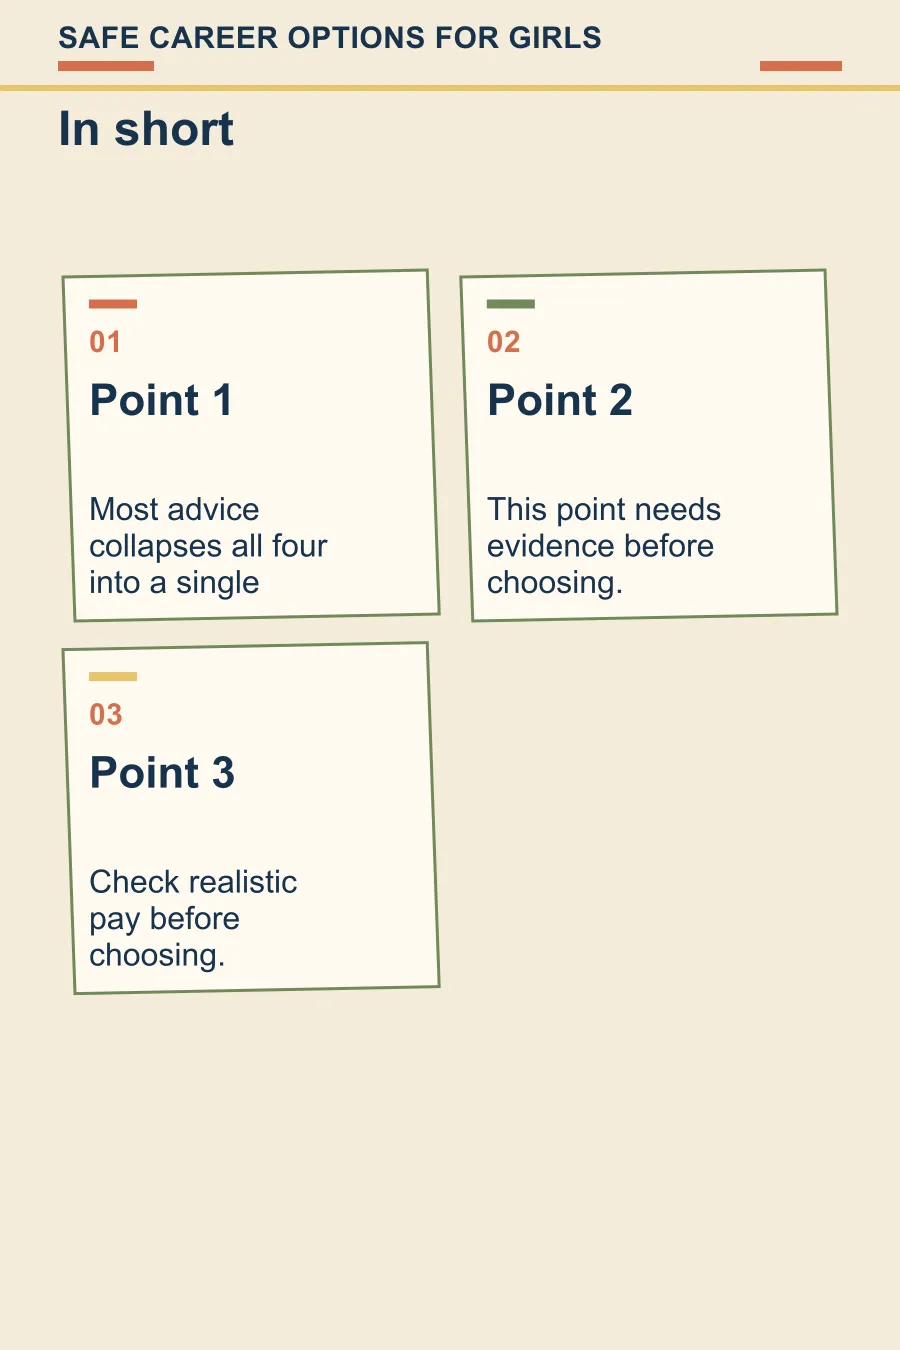 SAFE CAREER OPTIONS FOR GIRLS
In short
01
Point 1
Most advice
collapses all four
into a single
02
Point 2
This point needs
evidence before
choosing.
03
Point 3
Check realistic
pay before
choosing.